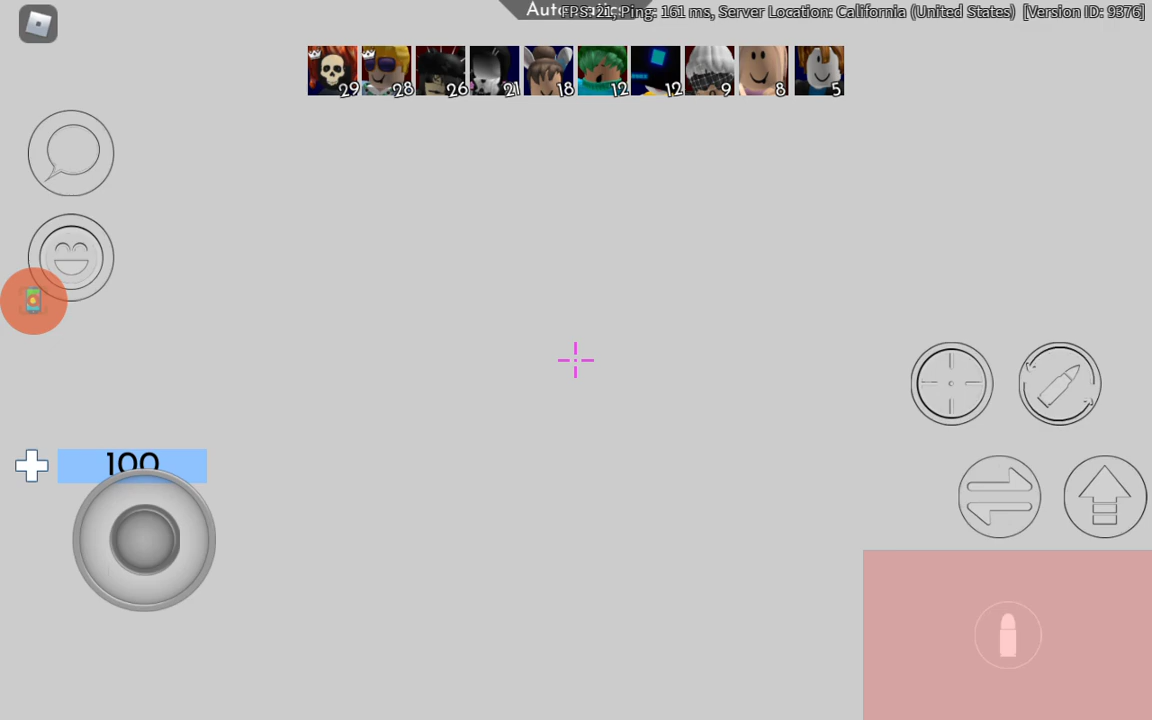 FPS: 21, Ping: 161 ms, Server Location: California (United States) [Version ID: 9376]
29 28 26 21 18 12 12 9 8 5
100